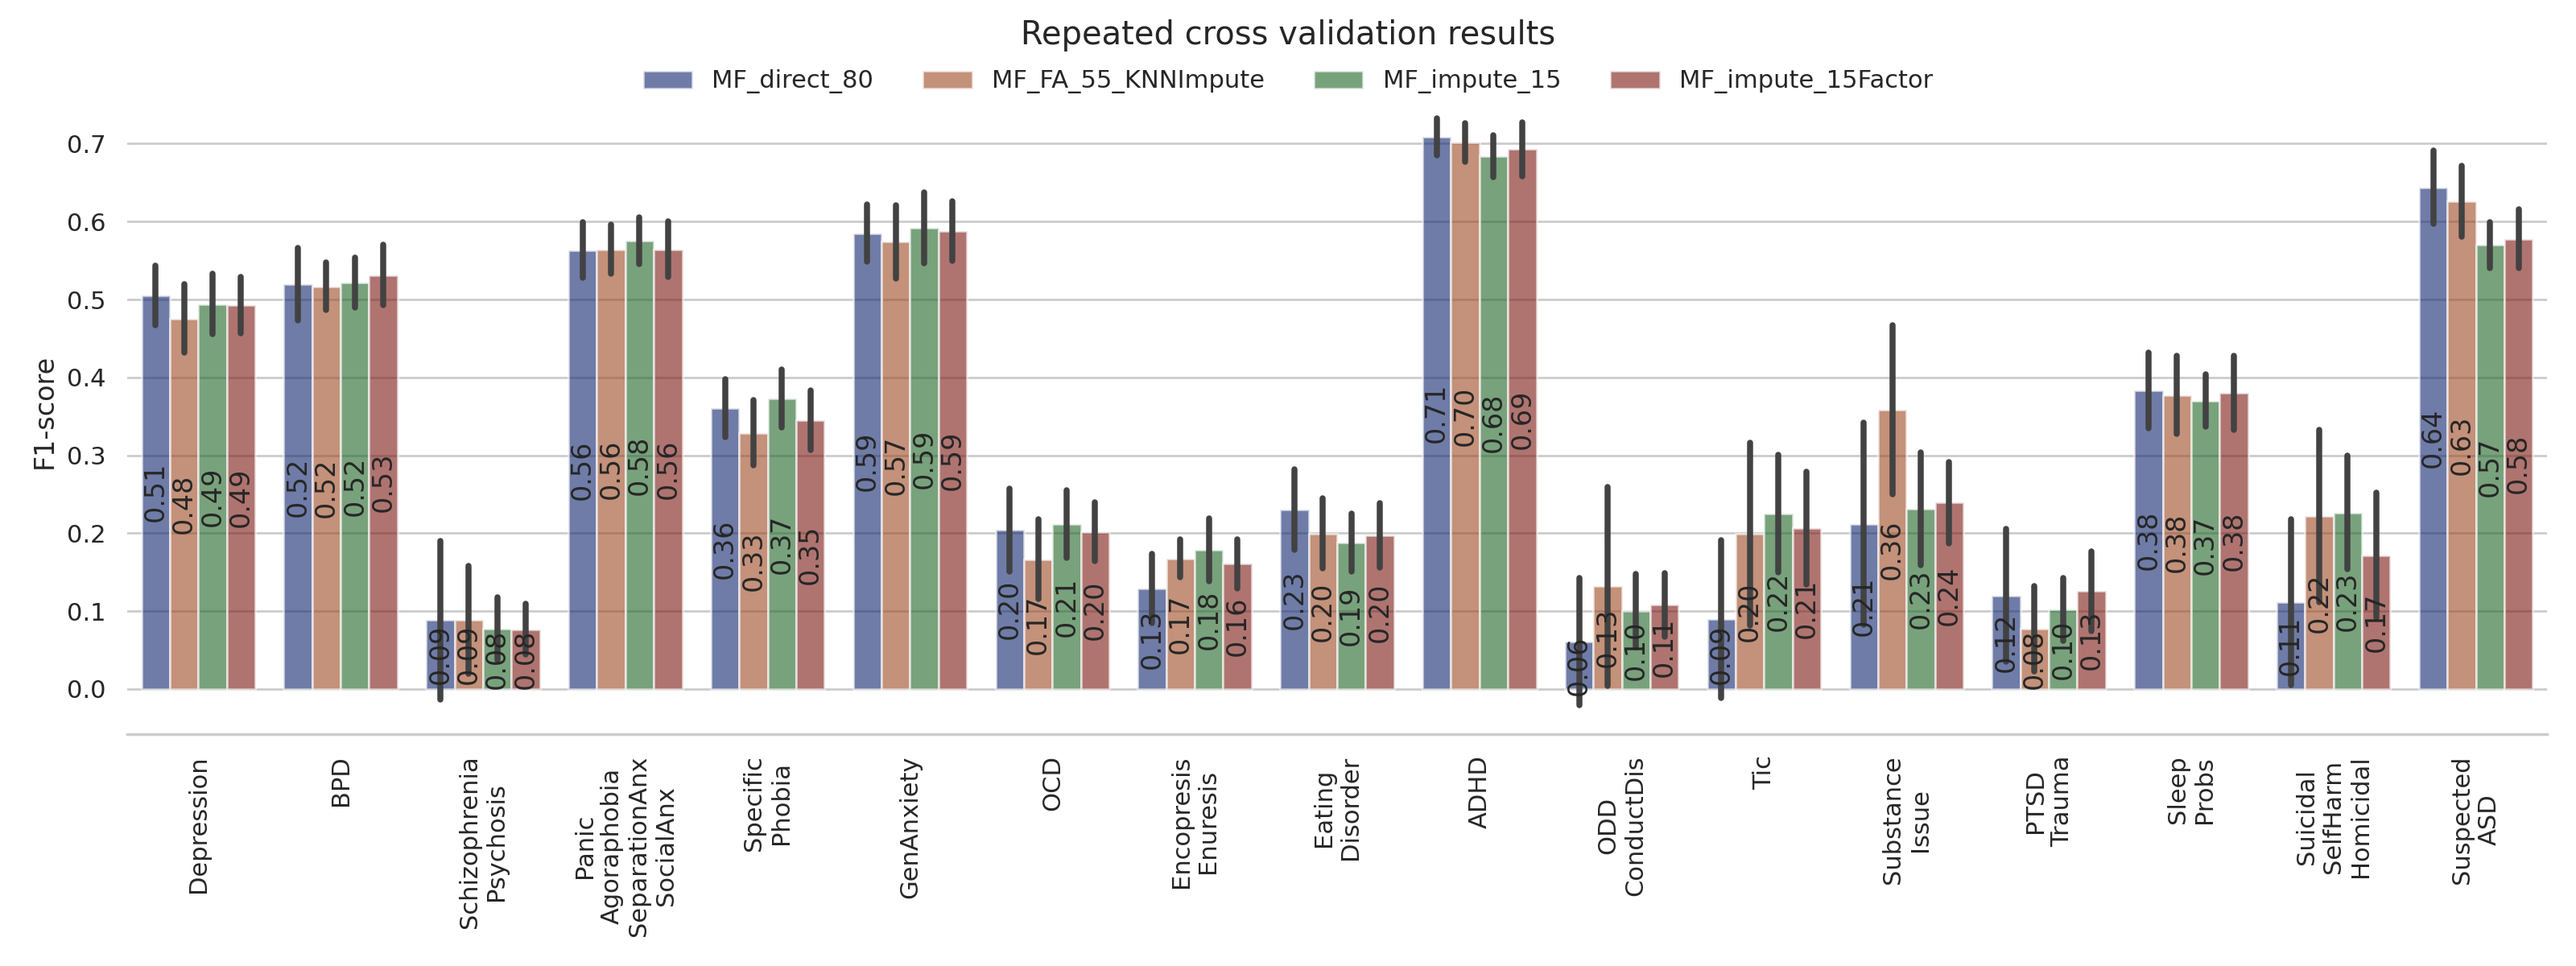 Repeated cross validation results
MF_direct_80 MF_FA_55_KNNImpute MF_impute_15 MF_impute_15Factor
F1-score
0.7
0.6
0.5
0.4
0.3
0.2
0.1
0.0
0.51 0.48 0.49 0.49
0.52 0.52 0.52 0.53
0.09 0.09 0.08 0.08
0.56 0.56 0.58 0.56
0.36 0.33 0.37 0.35
0.59 0.57 0.59 0.59
0.20 0.17 0.21 0.20
0.13 0.17 0.18 0.16
0.23 0.20 0.19 0.20
0.71 0.70 0.68 0.69
0.06 0.13 0.10 0.11
0.09 0.20 0.22 0.21
0.21 0.36 0.23 0.24
0.12 0.08 0.10 0.13
0.38 0.38 0.37 0.38
0.11 0.22 0.23 0.17
0.64 0.63 0.57 0.58
Depression
BPD
Schizophrenia
Psychosis
Panic
Agoraphobia
SeparationAnx
SocialAnx
Specific
Phobia
GenAnxiety
OCD
Encopresis
Enuresis
Eating
Disorder
ADHD
ODD
ConductDis
Tic
Substance
Issue
PTSD
Trauma
Sleep
Probs
Suicidal
SelfHarm
Homicidal
Suspected
ASD